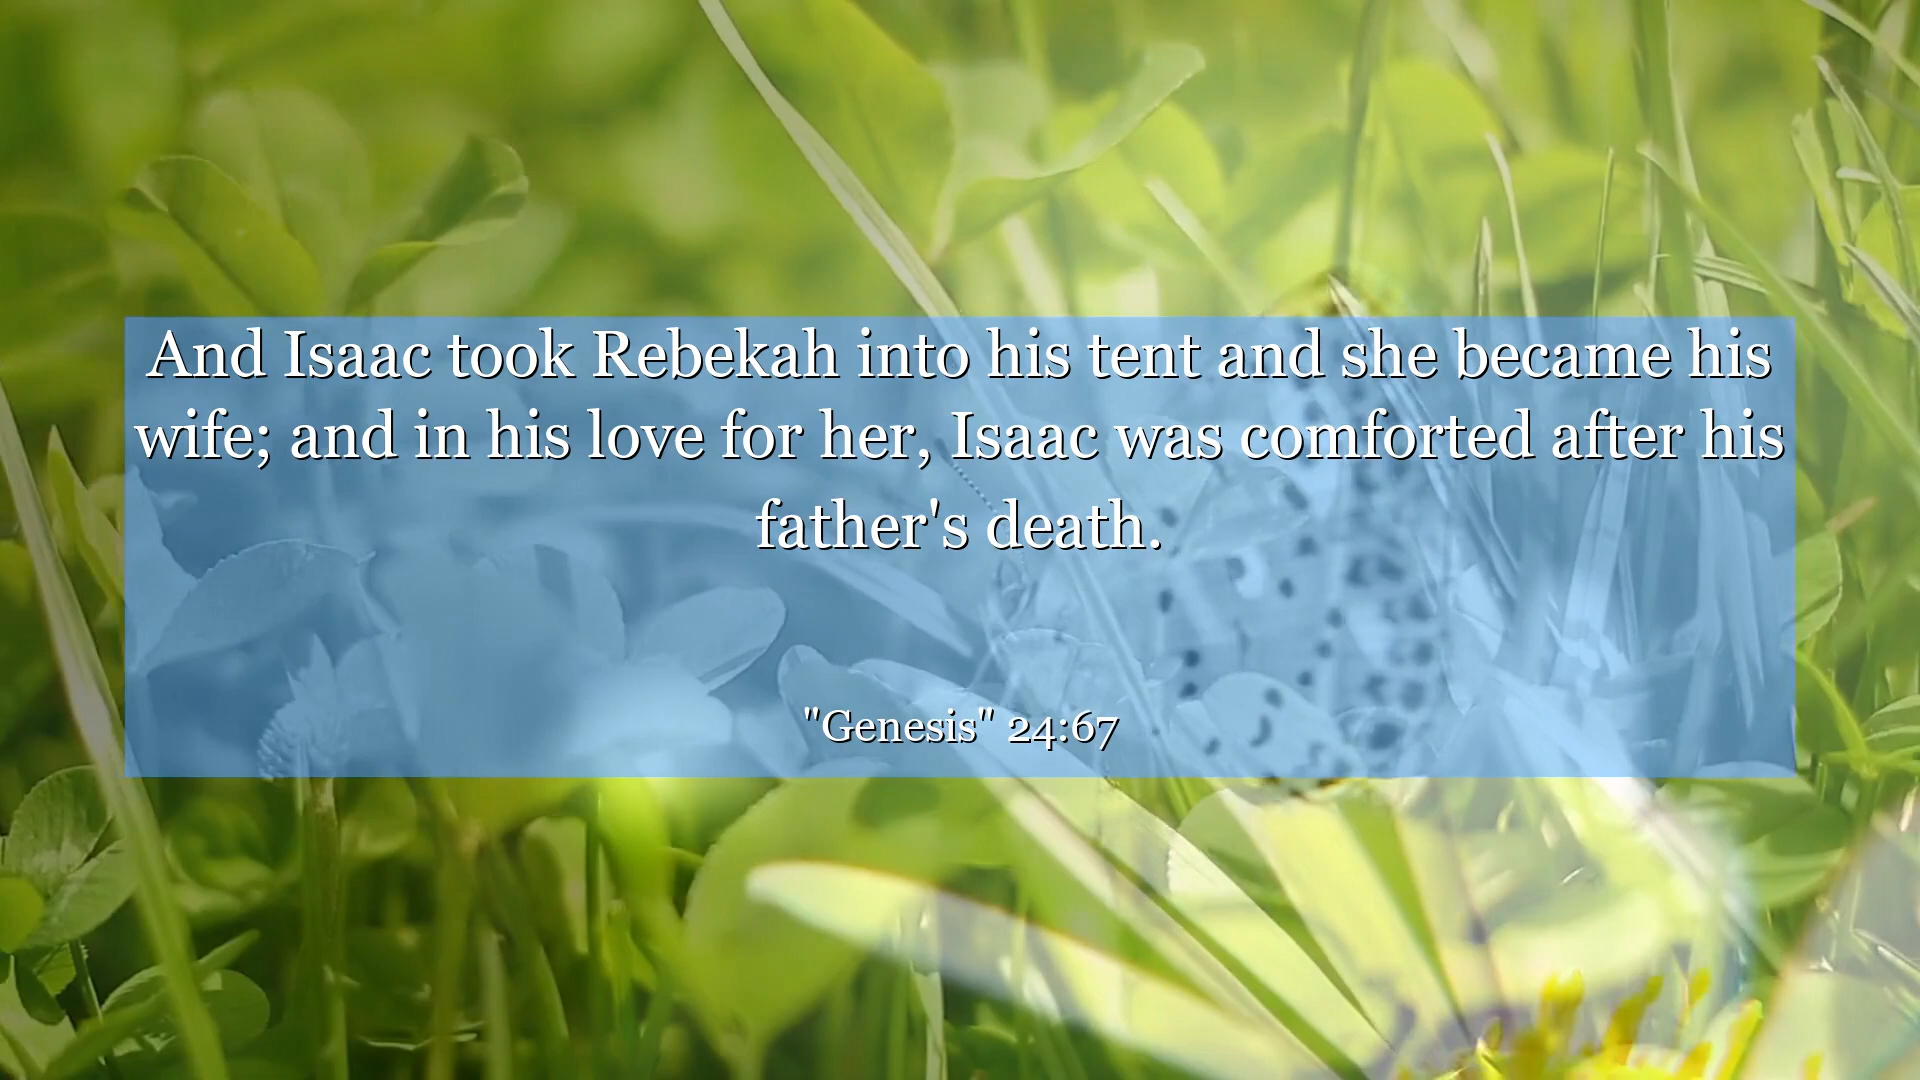 And Isaac took Rebekah into his tent and she became his
wife; and in his love for her, Isaac was comforted after his
father's death.
"Genesis" 24:67